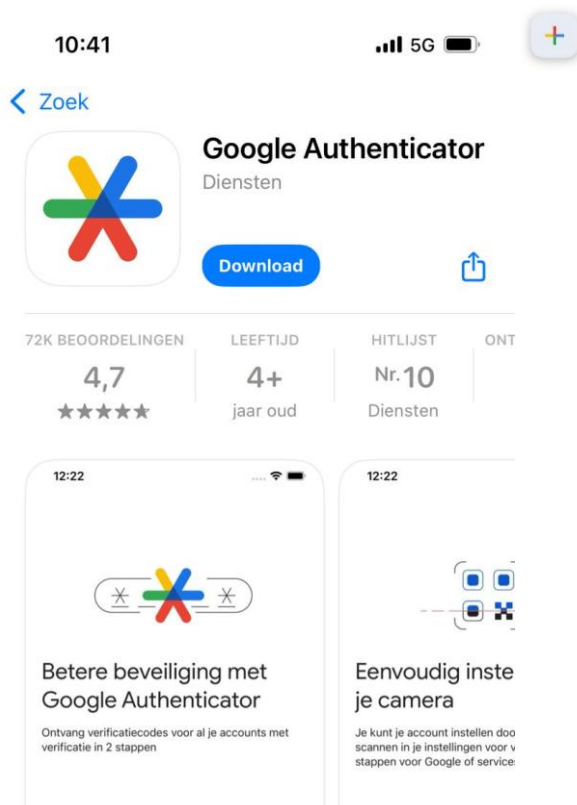 10:41
5G
Zoek
Google Authenticator
Diensten
Download
72K BEOORDELINGEN
LEEFTIJD
HITLIJST
ONT
4,7
4+
Nr.10
jaar oud
Diensten
12:22
12:22
Betere beveiliging met
Google Authenticator
Ontvang verificatiecodes voor al je accounts met
verificatie in 2 stappen
Eenvoudig inste
je camera
Je kunt je account instellen doo
scannen in je instellingen voor v
stappen voor Google of services